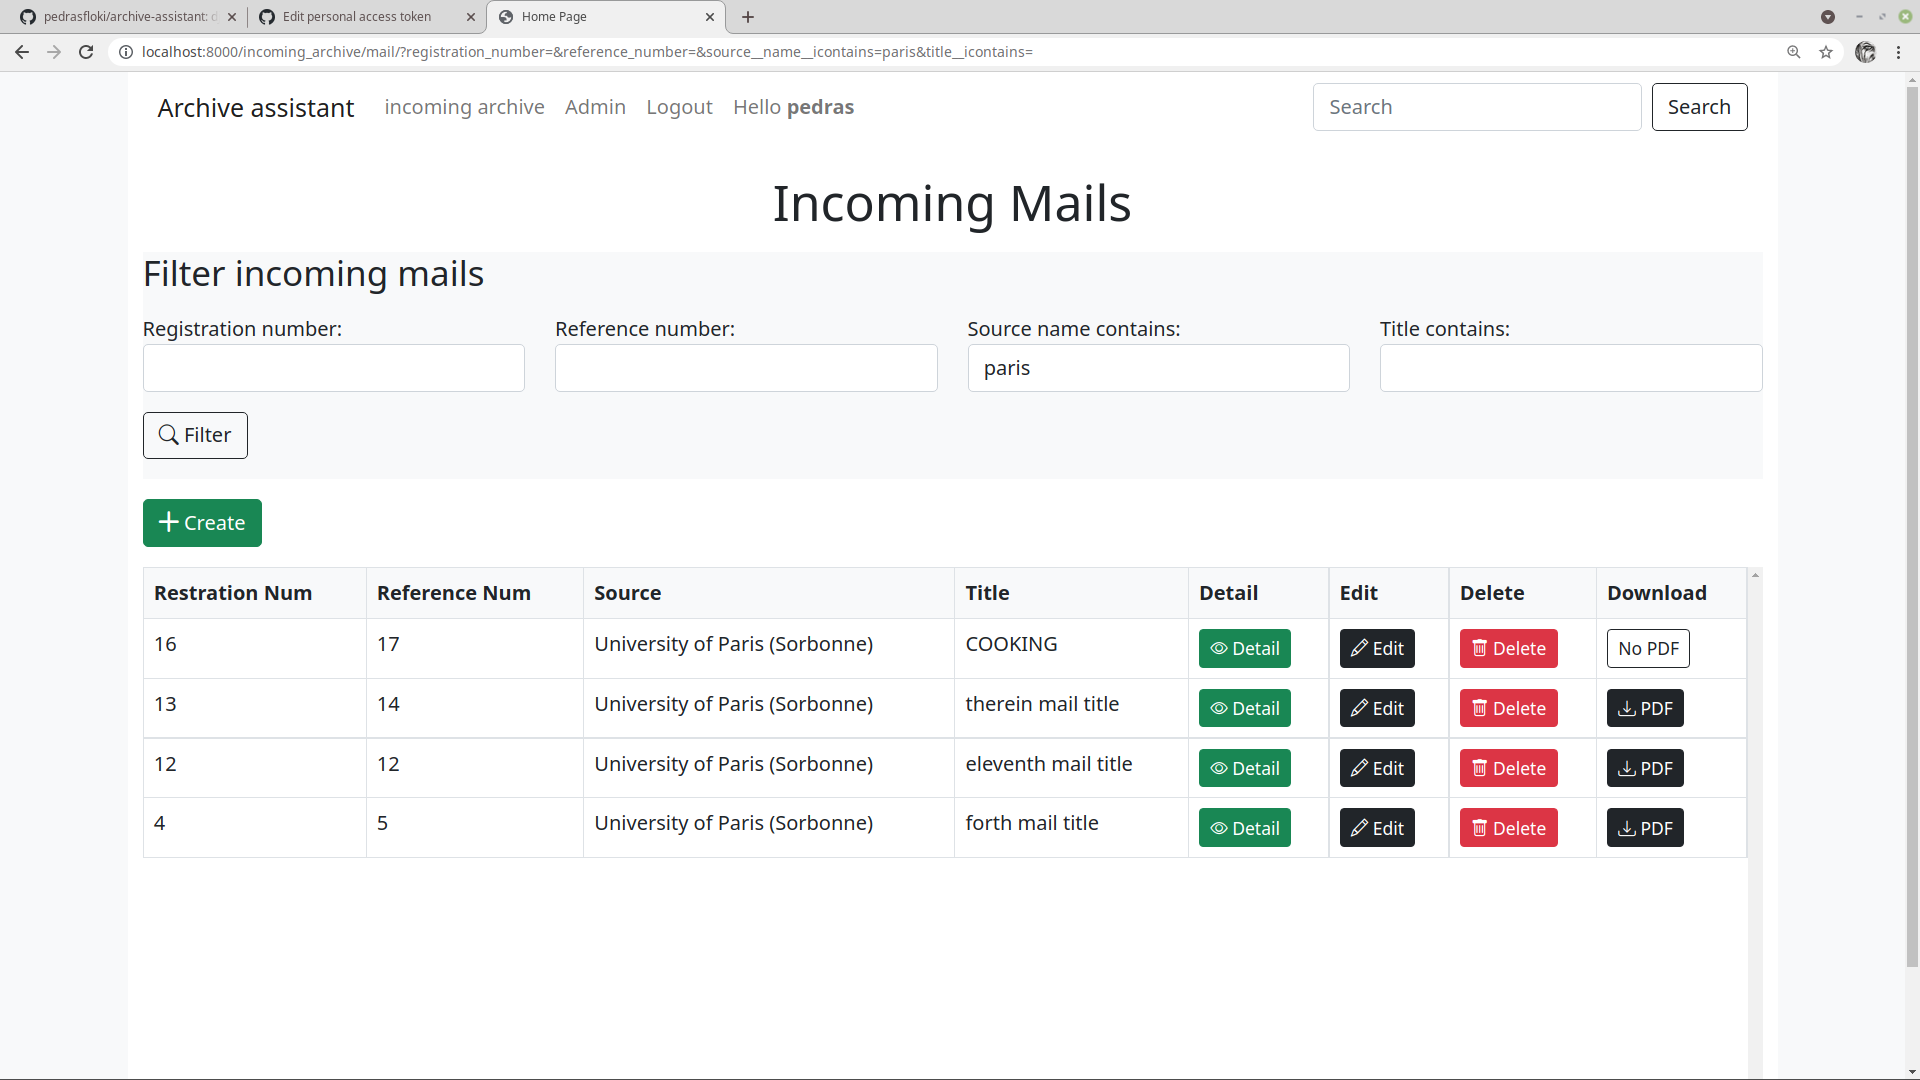 pedrasfloki/archive-assistant: d
Edit personal access token
Home Page
localhost:8000/incoming_archive/mail/?registration_number=&reference_number=&source__name__icontains=paris&title__icontains=
Archive assistant incoming archive Admin Logout Hello pedras Search Search
Incoming Mails
Filter incoming mails
Registration number: Reference number: Source name contains: Title contains:
paris
Filter
Create
Restration Num Reference Num Source Title Detail Edit Delete Download
16 17 University of Paris (Sorbonne) COOKING Detail Edit Delete No PDF
13 14 University of Paris (Sorbonne) therein mail title Detail Edit Delete PDF
12 12 University of Paris (Sorbonne) eleventh mail title Detail Edit Delete PDF
4 5 University of Paris (Sorbonne) forth mail title Detail Edit Delete PDF